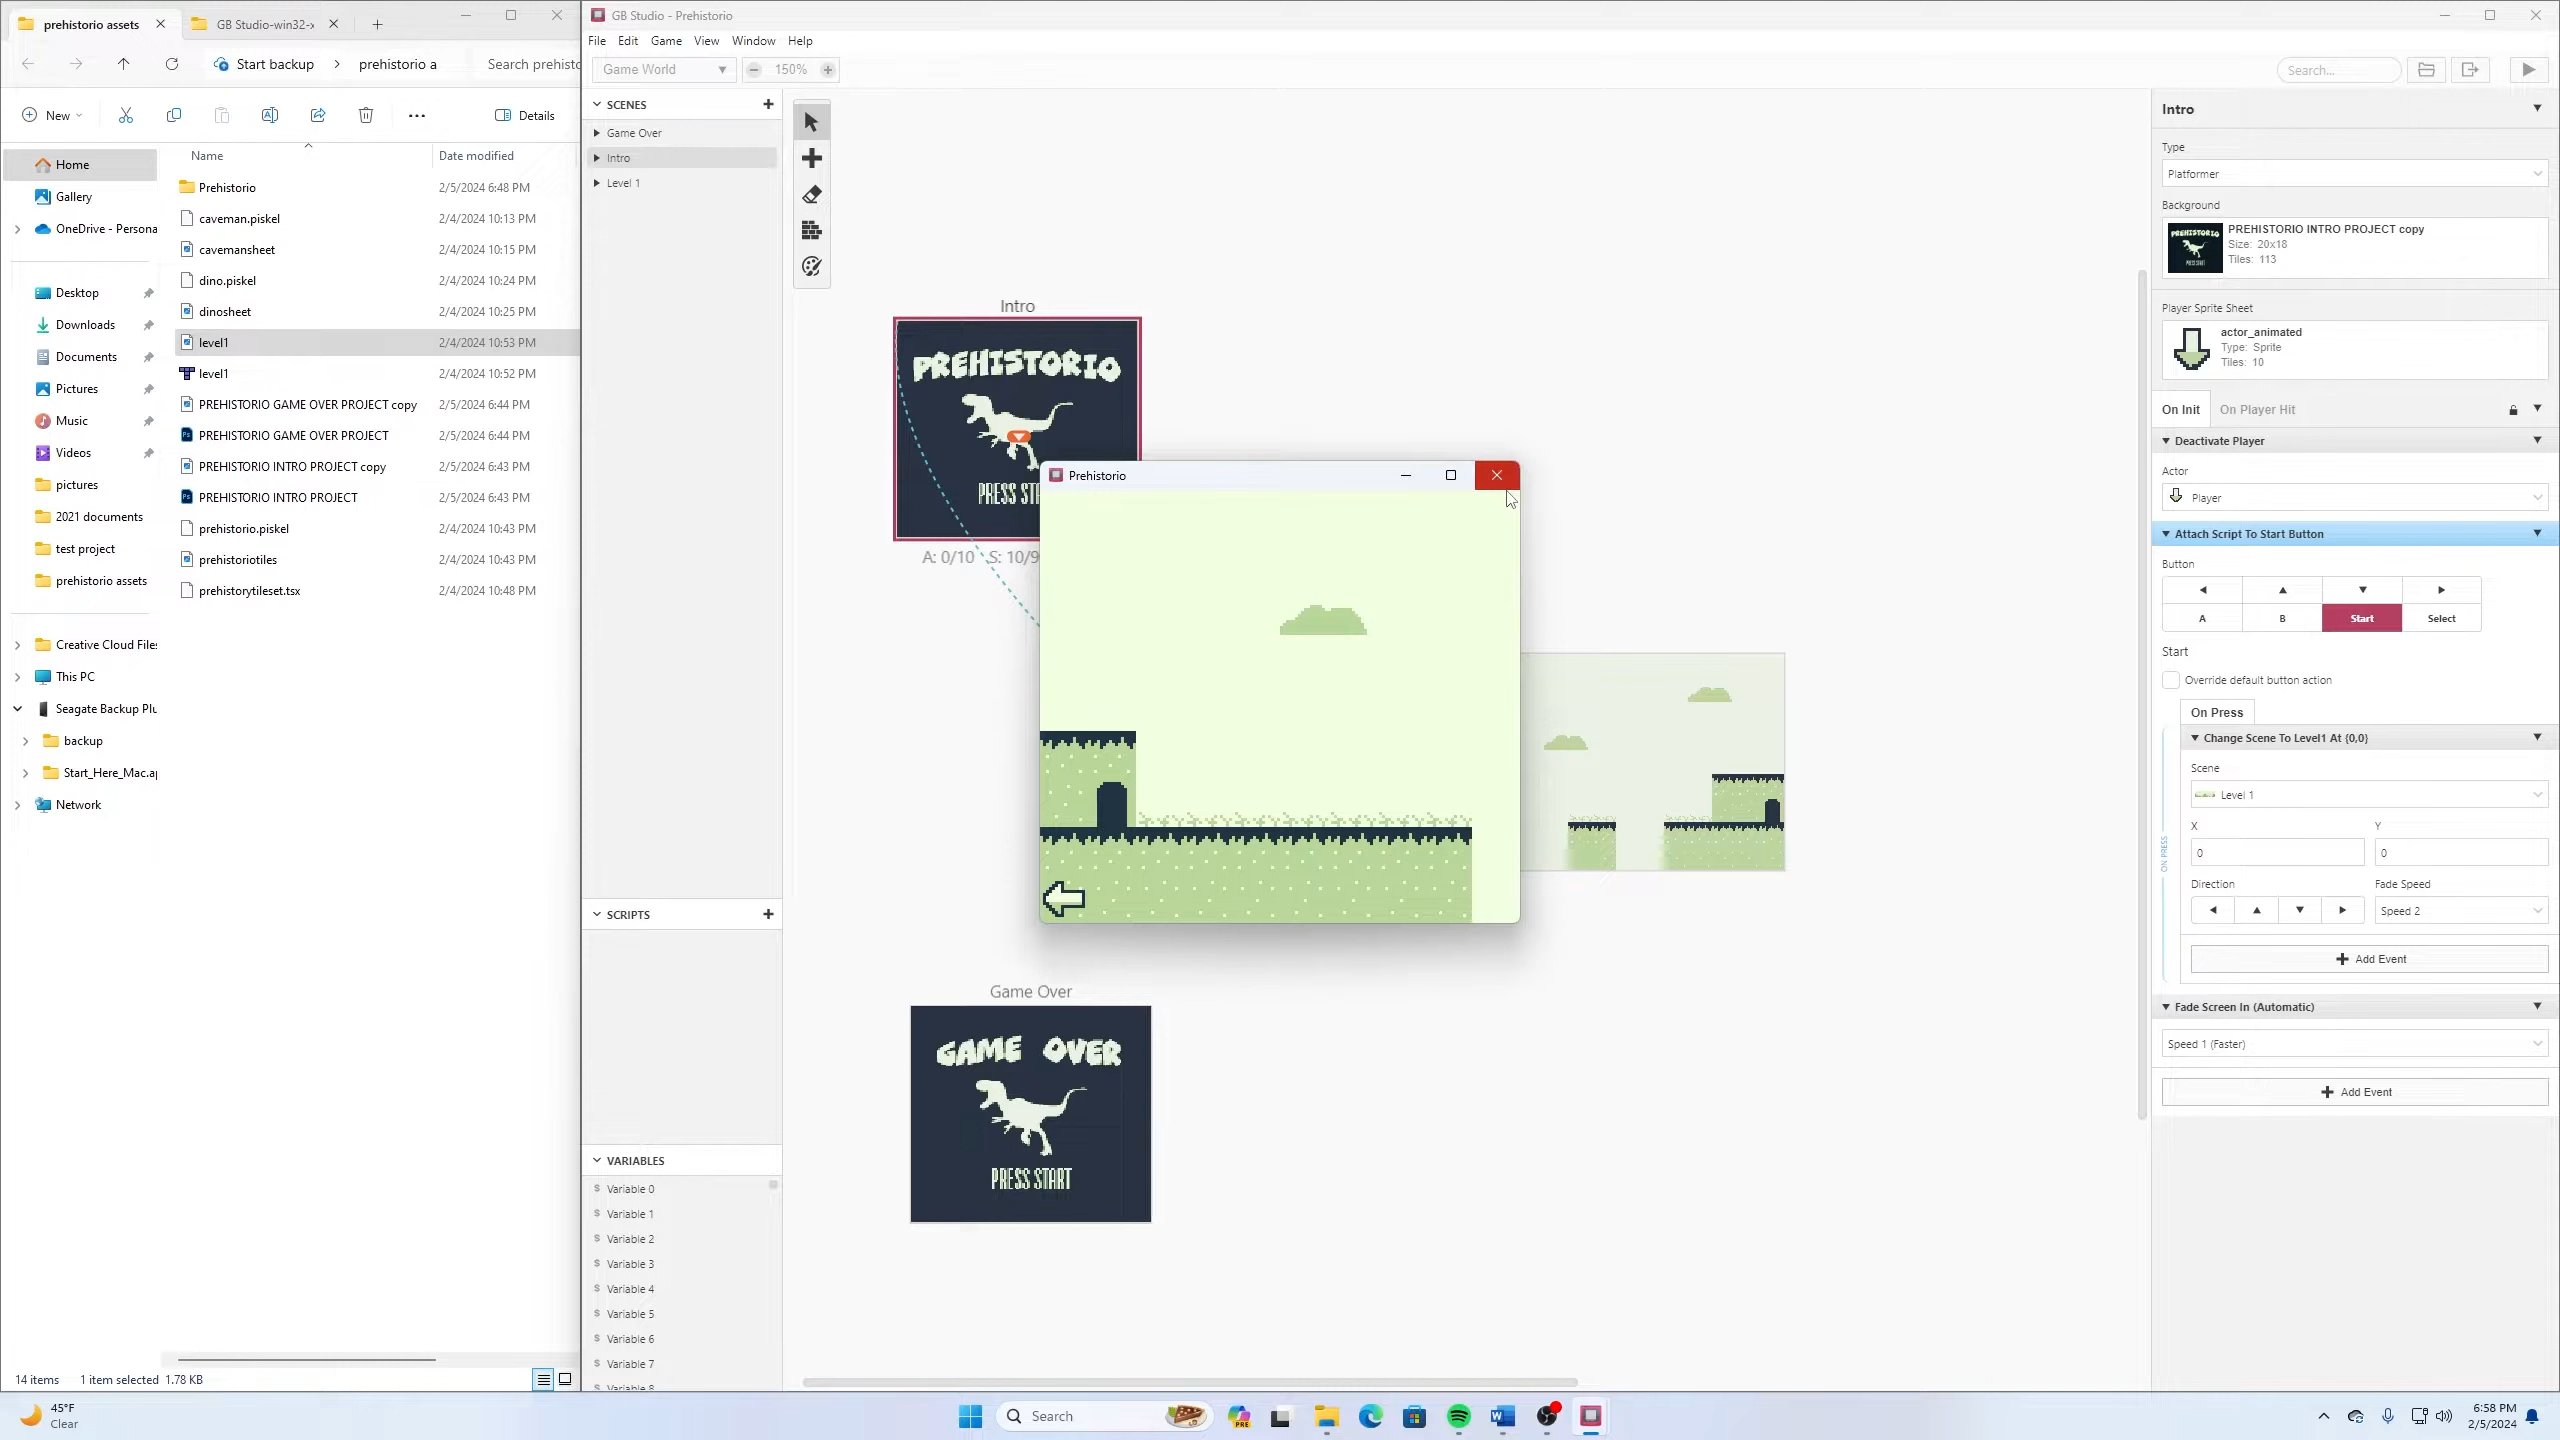 prehistorio assets
GB Studio-win32-x
Start backup
prehistorio a
Search prehisto
New
Details
Name
Date modified
Home
Gallery
OneDrive - Persona
Desktop
Downloads
Documents
Pictures
Music
Videos
pictures
2021 documents
test project
prehistorio assets
Creative Cloud Files
This PC
Seagate Backup Plu
backup
Start_Here_Mac.ap
Network
Prehistorio 2/5/2024 6:48 PM
caveman.piskel 2/4/2024 10:13 PM
cavemansheet 2/4/2024 10:15 PM
dino.piskel 2/4/2024 10:24 PM
dinosheet 2/4/2024 10:25 PM
level1 2/4/2024 10:53 PM
level1 2/4/2024 10:52 PM
PREHISTORIO GAME OVER PROJECT copy 2/5/2024 6:44 PM
PREHISTORIO GAME OVER PROJECT 2/5/2024 6:44 PM
PREHISTORIO INTRO PROJECT copy 2/5/2024 6:43 PM
PREHISTORIO INTRO PROJECT 2/5/2024 6:43 PM
prehistorio.piskel 2/4/2024 10:43 PM
prehistoriotiles 2/4/2024 10:43 PM
prehistorytileset.tsx 2/4/2024 10:48 PM
14 items 1 item selected 1.78 KB
GB Studio - Prehistorio
File Edit Game View Window Help
Game World
150%
Search...
SCENES
Game Over
Intro
Level 1
SCRIPTS
VARIABLES
$ Variable 0
$ Variable 1
$ Variable 2
$ Variable 3
$ Variable 4
$ Variable 5
$ Variable 6
$ Variable 7
$ Variable 8
Intro
PREHISTORIO
PRESS STA
A: 0/10 S: 10/9
Prehistorio
Game Over
GAME OVER
PRESS START
Intro
Type
Platformer
Background
PREHISTORIO INTRO PROJECT copy
Size: 20x18
Tiles: 113
PREHISTORIO
Player Sprite Sheet
actor_animated
Type: Sprite
Tiles: 10
On Init
On Player Hit
Deactivate Player
Actor
Player
Attach Script To Start Button
Button
A B Start Select
Start
Override default button action
On Press
ON PRESS
Change Scene To Level1 At {0,0}
Scene
Level 1
X Y
0 0
Direction Fade Speed
Speed 2
Add Event
Fade Screen In (Automatic)
Speed 1 (Faster)
Add Event
45°F
Clear
Search
PRE
6:58 PM
2/5/2024